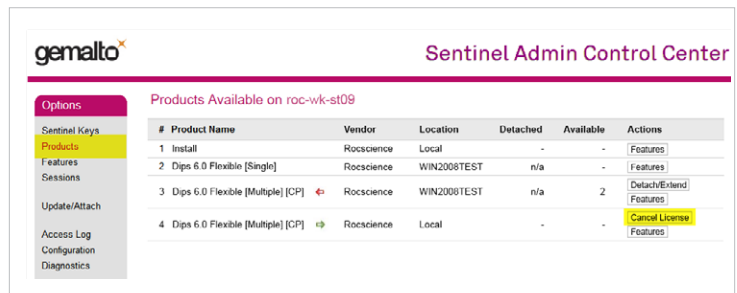 gemalto
Sentinel Admin Control Center
Options
Sentinel Keys
Products
Features
Sessions
Update/Attach
Access Log
Configuration
Diagnostics
Products Available on roc-wk-st09
# Product Name Vendor Location Detached Available Actions
1 Install Rocscience Local - - Features
2 Dips 6.0 Flexible [Single] Rocscience WIN2008TEST n/a - Features
3 Dips 6.0 Flexible [Multiple] [CP] Rocscience WIN2008TEST n/a 2 Detach/Extend
Features
4 Dips 6.0 Flexible [Multiple] [CP] Rocscience Local - - Cancel License
Features